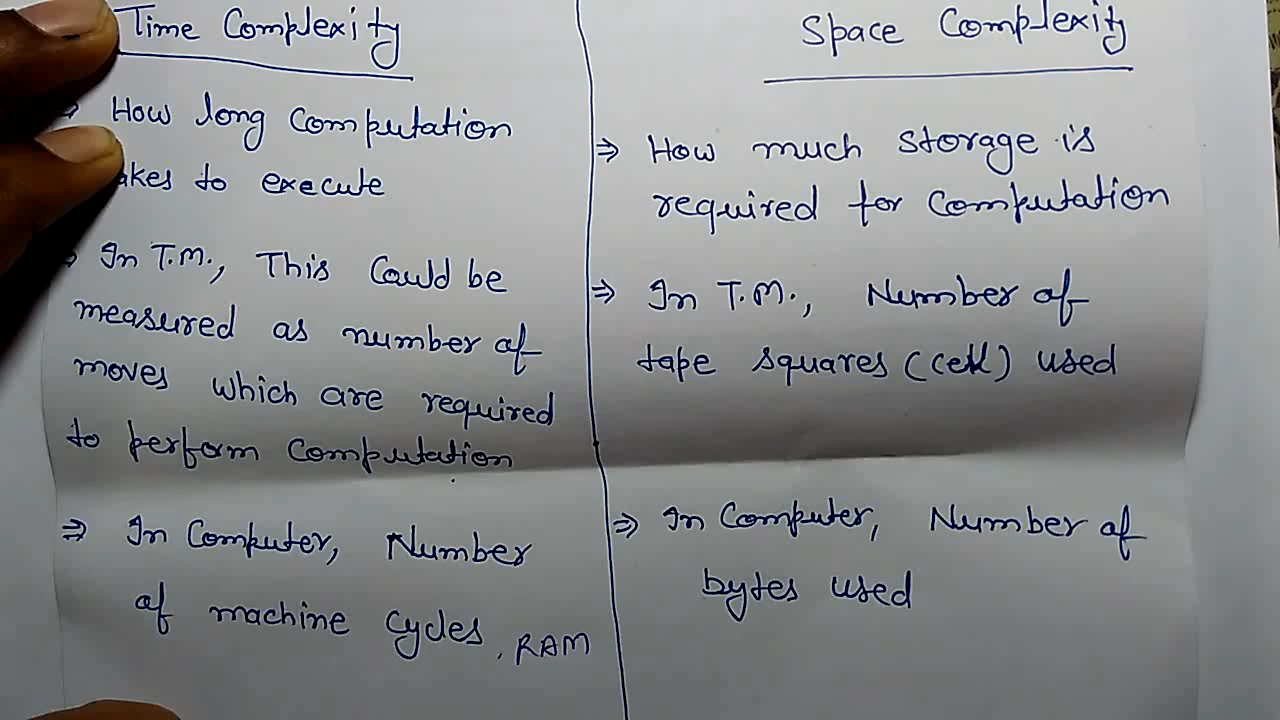 Time Complexity
⇒ How long Computation
akes to execute
In T.M., This Could be
measured as number of
moves which are required
to perform Computation
⇒ In Computer, Number
of machine Cycles, RAM
Space Complexity
⇒ How much storage is
required for Computation
⇒ In T.M., Number of
tape squares (Cell) used
⇒ In Computer, Number of
bytes used